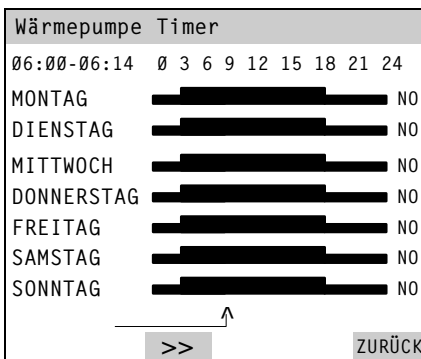 Wärmepumpe Timer
06:00-06:14 0 3 6 9 12 15 18 21 24
MONTAG NO
DIENSTAG NO
MITTWOCH NO
DONNERSTAG NO
FREITAG NO
SAMSTAG NO
SONNTAG NO
^
>> ZURÜCK